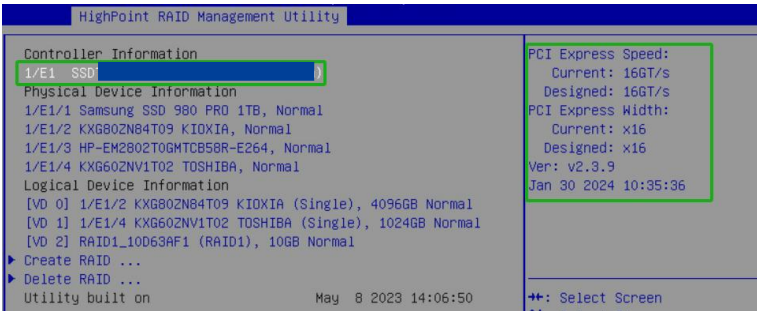 HighPoint RAID Management Utility
Controller Information
1/E1 SSD )
Physical Device Information
1/E1/1 Samsung SSD 980 PRO 1TB, Normal
1/E1/2 KXG80ZN84T09 KIOXIA, Normal
1/E1/3 HP-EM2802T0GMTCB58R-E264, Normal
1/E1/4 KXG60ZNV1T02 TOSHIBA, Normal
Logical Device Information
[VD 0] 1/E1/2 KXG80ZN84T09 KIOXIA (Single), 4096GB Normal
[VD 1] 1/E1/4 KXG60ZNV1T02 TOSHIBA (Single), 1024GB Normal
[VD 2] RAID1_10D63AF1 (RAID1), 10GB Normal
Create RAID ...
Delete RAID ...
Utility built on May 8 2023 14:06:50
PCI Express Speed:
Current: 16GT/s
Designed: 16GT/s
PCI Express Width:
Current: x16
Designed: x16
Ver: v2.3.9
Jan 30 2024 10:35:36
→←: Select Screen